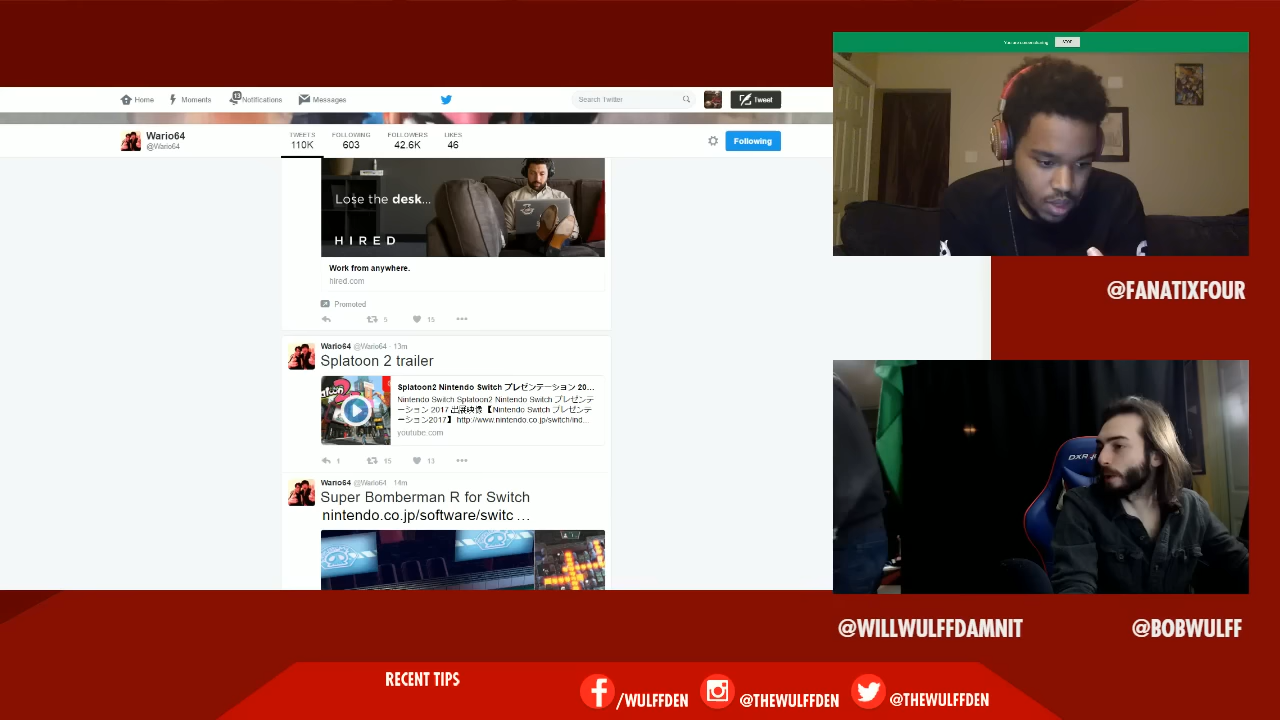 You are screensharing STOP
Home Moments 13 Notifications Messages Search Twitter Tweet
Wario64
@Wario64
TWEETS FOLLOWING FOLLOWERS LIKES
110K 603 42.6K 46
Following
Lose the desk...
HIRED
Work from anywhere.
hired.com
Promoted
5 15
Wario64 @Wario64 · 13m
Splatoon 2 trailer
Splatoon2 Nintendo Switch プレゼンテーション 20...
Nintendo Switch Splatoon2 Nintendo Switch プレゼンテ
ーション 2017 出展映像 【Nintendo Switch プレゼンテ
ーション2017】 http://www.nintendo.co.jp/switch/ind...
youtube.com
1 15 13
Wario64 @Wario64 · 14m
Super Bomberman R for Switch
nintendo.co.jp/software/switc …
@FANATIXFOUR
DXR
@WILLWULFFDAMNIT @BOBWULFF
RECENT TIPS
/WULFFDEN @THEWULFFDEN @THEWULFFDEN